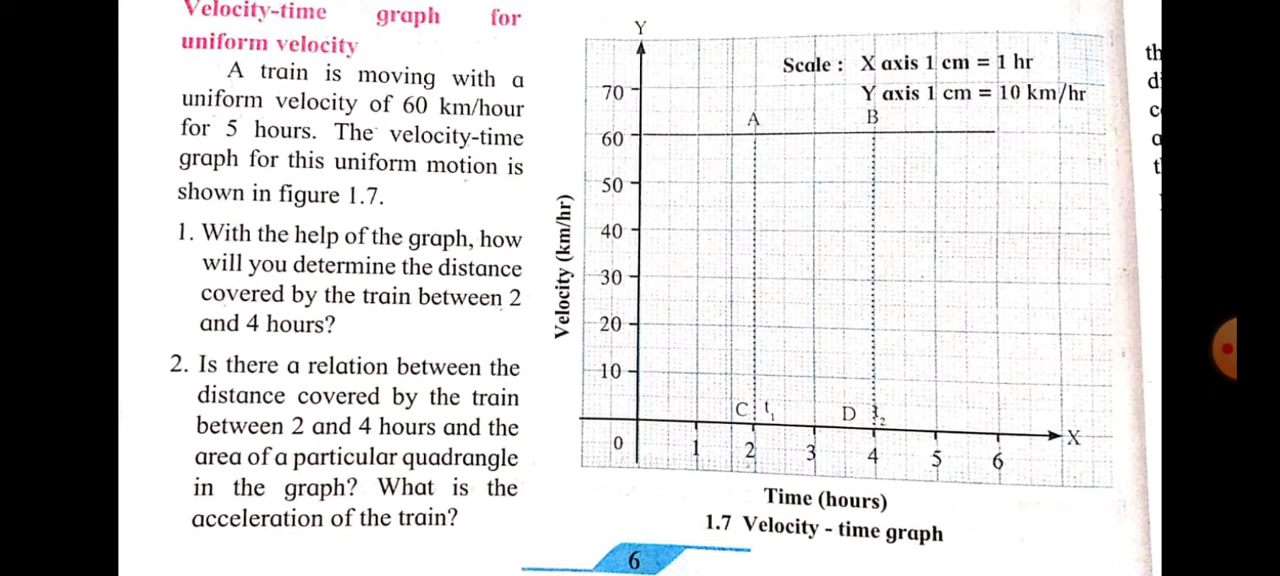 Velocity-time graph for
uniform velocity
A train is moving with a
uniform velocity of 60 km/hour
for 5 hours. The velocity-time
graph for this uniform motion is
shown in figure 1.7.
1. With the help of the graph, how
will you determine the distance
covered by the train between 2
and 4 hours?
2. Is there a relation between the
distance covered by the train
between 2 and 4 hours and the
area of a particular quadrangle
in the graph? What is the
acceleration of the train?
Y
Scale : X axis 1 cm = 1 hr
Y axis 1 cm = 10 km/hr
70
A B
60
50
40
30
20
10
Velocity (km/hr)
C t₁ D t₂
X
0 1 2 3 4 5 6
Time (hours)
1.7 Velocity - time graph
6
th